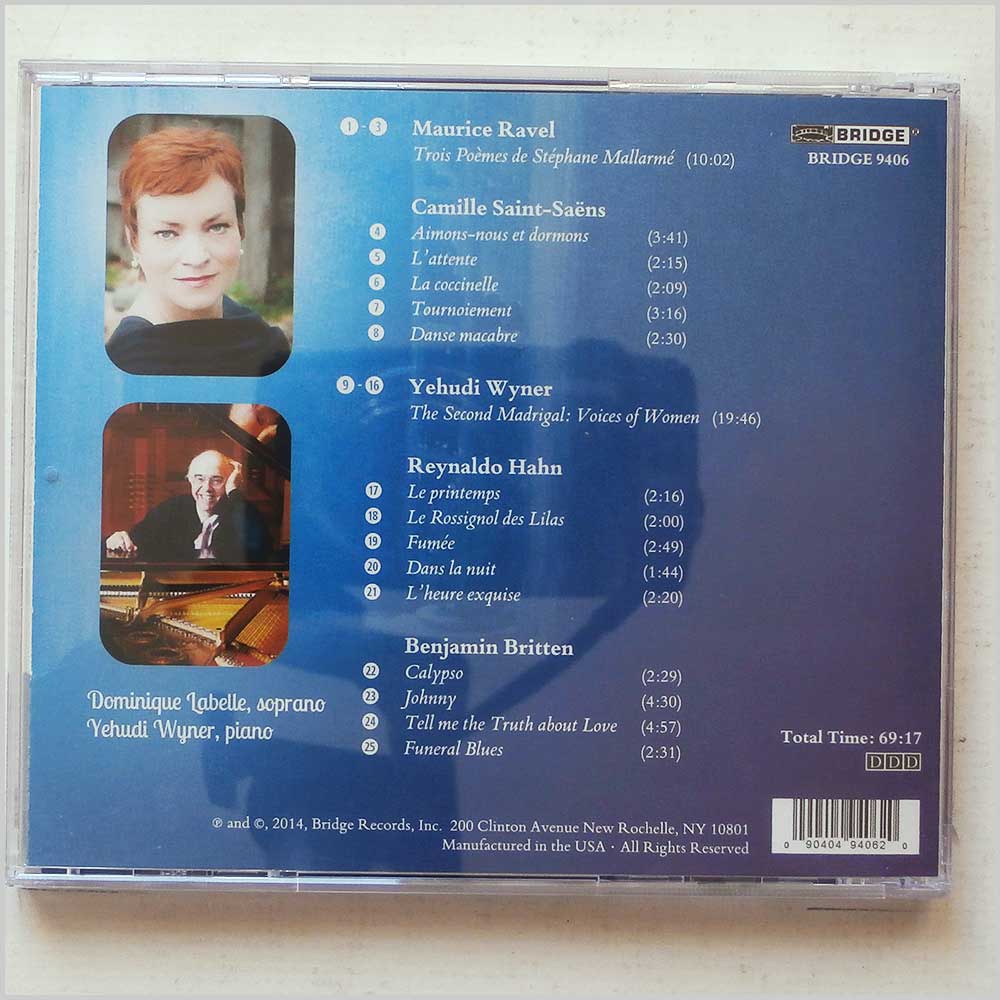 1 - 3 Maurice Ravel
Trois Poèmes de Stéphane Mallarmé (10:02)
Camille Saint-Saëns
4 Aimons-nous et dormons (3:41)
5 L'attente (2:15)
6 La coccinelle (2:09)
7 Tournoiement (3:16)
8 Danse macabre (2:30)
9 - 16 Yehudi Wyner
The Second Madrigal: Voices of Women (19:46)
Reynaldo Hahn
17 Le printemps (2:16)
18 Le Rossignol des Lilas (2:00)
19 Fumée (2:49)
20 Dans la nuit (1:44)
21 L'heure exquise (2:20)
Benjamin Britten
22 Calypso (2:29)
23 Johnny (4:30)
24 Tell me the Truth about Love (4:57)
25 Funeral Blues (2:31)
BRIDGE®
BRIDGE 9406
Dominique Labelle, soprano
Yehudi Wyner, piano
Total Time: 69:17
DDD
℗ and ©, 2014, Bridge Records, Inc. 200 Clinton Avenue New Rochelle, NY 10801
Manufactured in the USA · All Rights Reserved
0 90404 94062 0